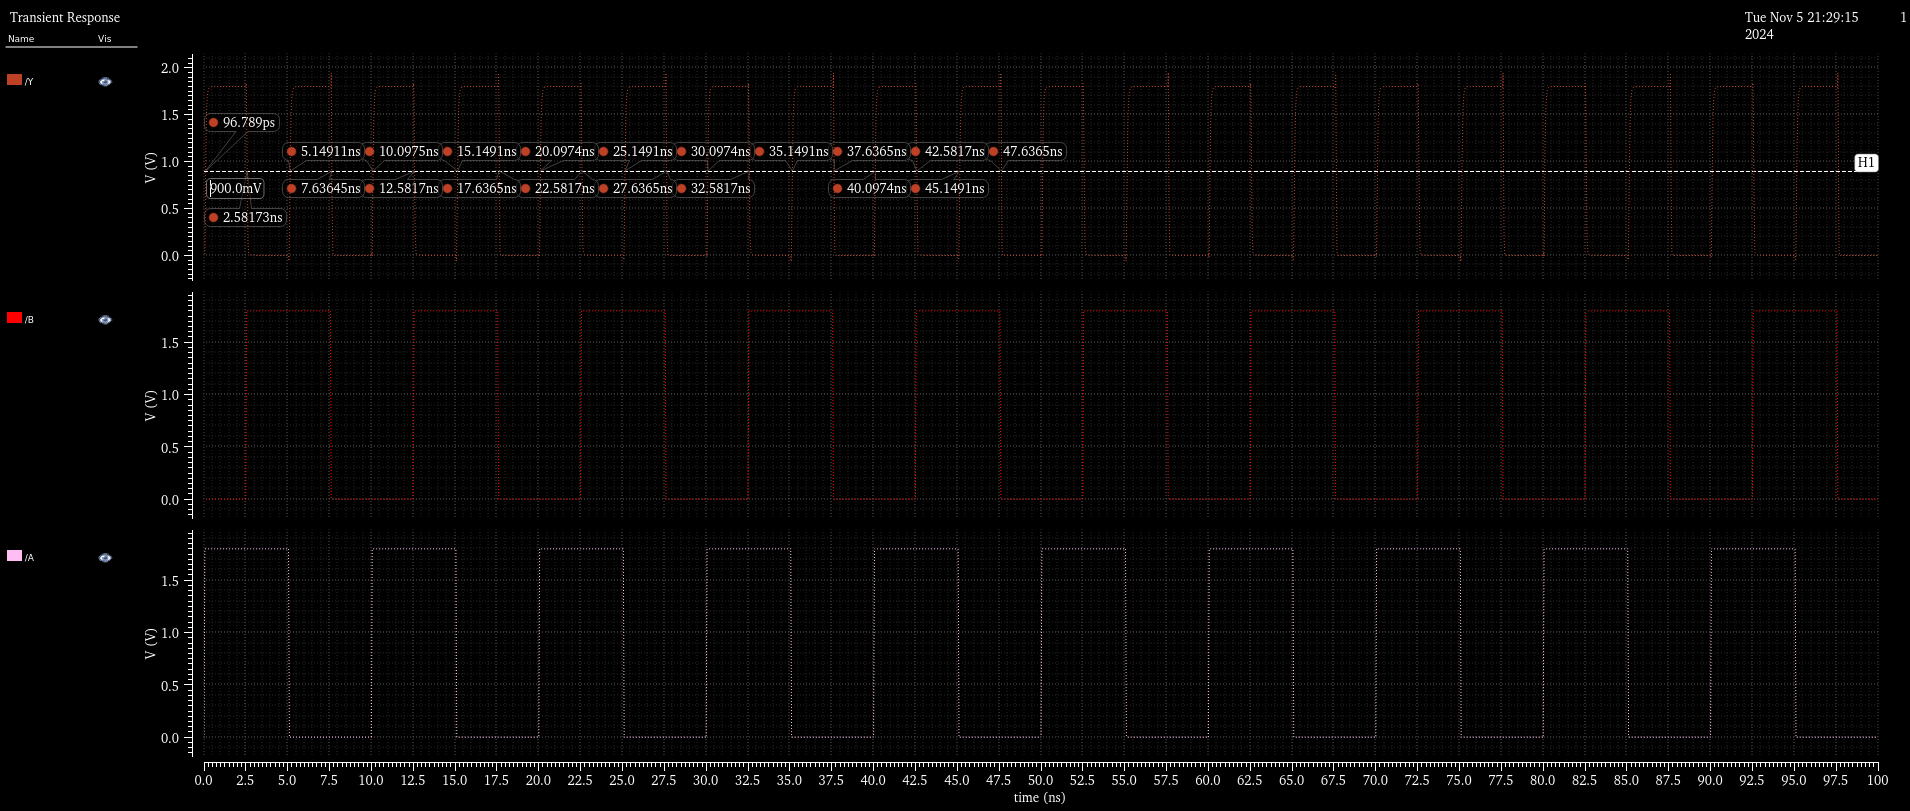 Transient Response
Tue Nov 5 21:29:15 1
2024
Name Vis
/Y
V (V)
2.0
1.5
1.0
0.5
0.0
96.789ps
5.14911ns 10.0975ns 15.1491ns 20.0974ns 25.1491ns 30.0974ns 35.1491ns 37.6365ns 42.5817ns 47.6365ns
H1
900.0mV 7.63645ns 12.5817ns 17.6365ns 22.5817ns 27.6365ns 32.5817ns 40.0974ns 45.1491ns
2.58173ns
/B
V (V)
1.5
1.0
0.5
0.0
/A
V (V)
1.5
1.0
0.5
0.0
0.0 2.5 5.0 7.5 10.0 12.5 15.0 17.5 20.0 22.5 25.0 27.5 30.0 32.5 35.0 37.5 40.0 42.5 45.0 47.5 50.0 52.5 55.0 57.5 60.0 62.5 65.0 67.5 70.0 72.5 75.0 77.5 80.0 82.5 85.0 87.5 90.0 92.5 95.0 97.5 100
time (ns)